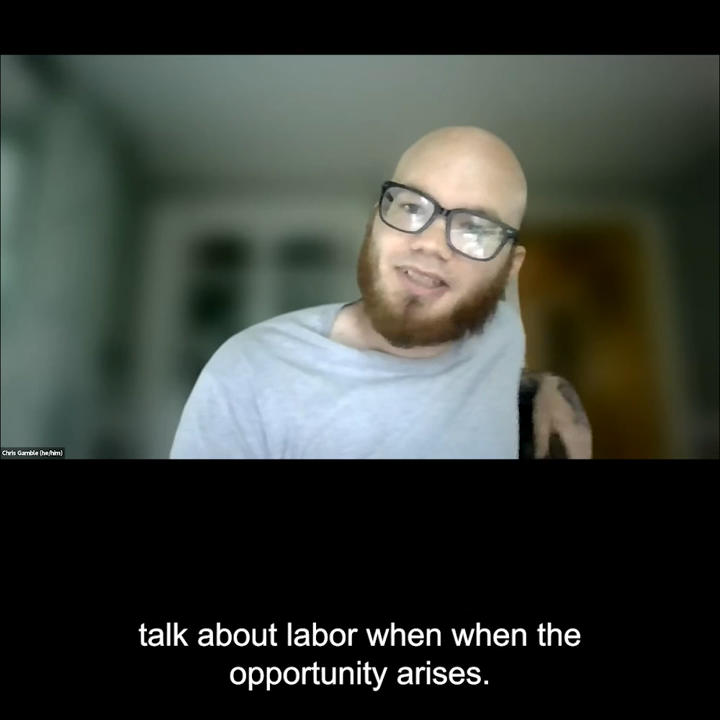 Chris Gamble (he/him)
talk about labor when when the
opportunity arises.